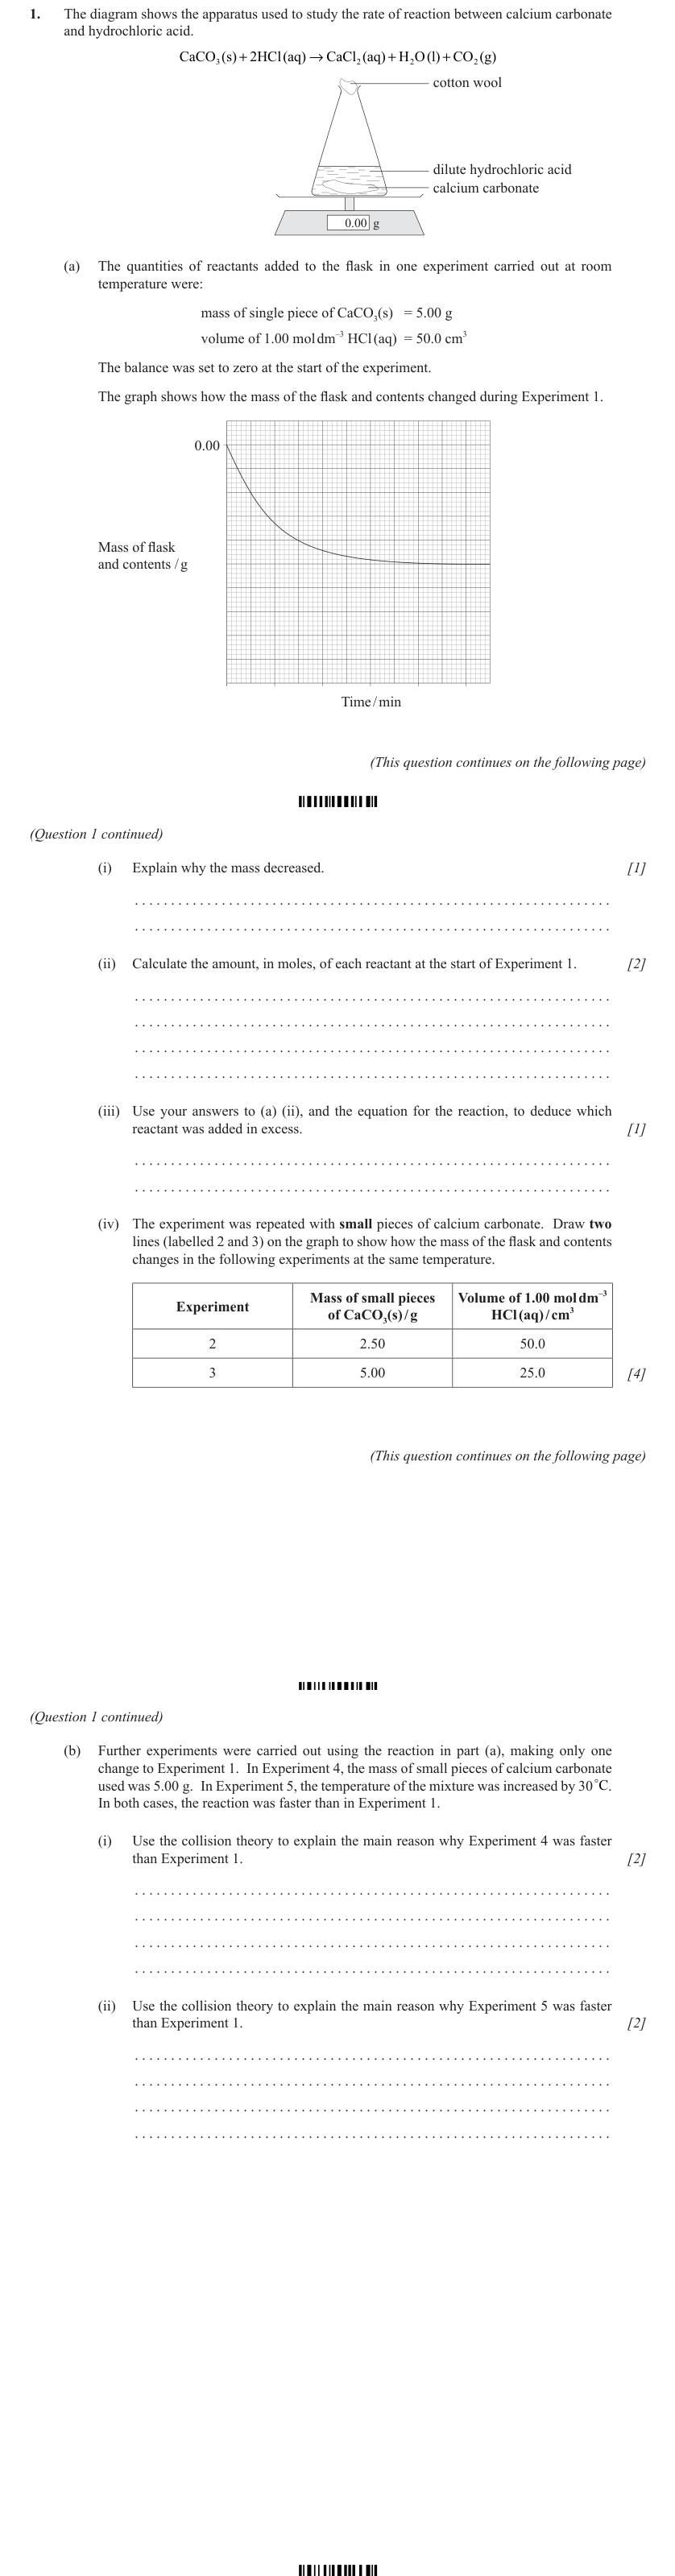 1. The diagram shows the apparatus used to study the rate of reaction between calcium carbonate
and hydrochloric acid.
CaCO₃(s) + 2HCl(aq) → CaCl₂(aq) + H₂O(l) + CO₂(g)
cotton wool
dilute hydrochloric acid
calcium carbonate
0.00 g
(a) The quantities of reactants added to the flask in one experiment carried out at room
temperature were:
mass of single piece of CaCO₃(s) = 5.00 g
volume of 1.00 mol dm⁻³ HCl(aq) = 50.0 cm³
The balance was set to zero at the start of the experiment.
The graph shows how the mass of the flask and contents changed during Experiment 1.
0.00
Mass of flask
and contents / g
Time / min
(This question continues on the following page)
(Question 1 continued)
(i) Explain why the mass decreased. [1]
(ii) Calculate the amount, in moles, of each reactant at the start of Experiment 1. [2]
(iii) Use your answers to (a) (ii), and the equation for the reaction, to deduce which
reactant was added in excess. [1]
(iv) The experiment was repeated with small pieces of calcium carbonate. Draw two
lines (labelled 2 and 3) on the graph to show how the mass of the flask and contents
changes in the following experiments at the same temperature.
Experiment Mass of small pieces Volume of 1.00 mol dm⁻³
of CaCO₃(s) / g HCl(aq) / cm³
2 2.50 50.0
3 5.00 25.0 [4]
(This question continues on the following page)
(Question 1 continued)
(b) Further experiments were carried out using the reaction in part (a), making only one
change to Experiment 1. In Experiment 4, the mass of small pieces of calcium carbonate
used was 5.00 g. In Experiment 5, the temperature of the mixture was increased by 30 °C.
In both cases, the reaction was faster than in Experiment 1.
(i) Use the collision theory to explain the main reason why Experiment 4 was faster
than Experiment 1. [2]
(ii) Use the collision theory to explain the main reason why Experiment 5 was faster
than Experiment 1. [2]